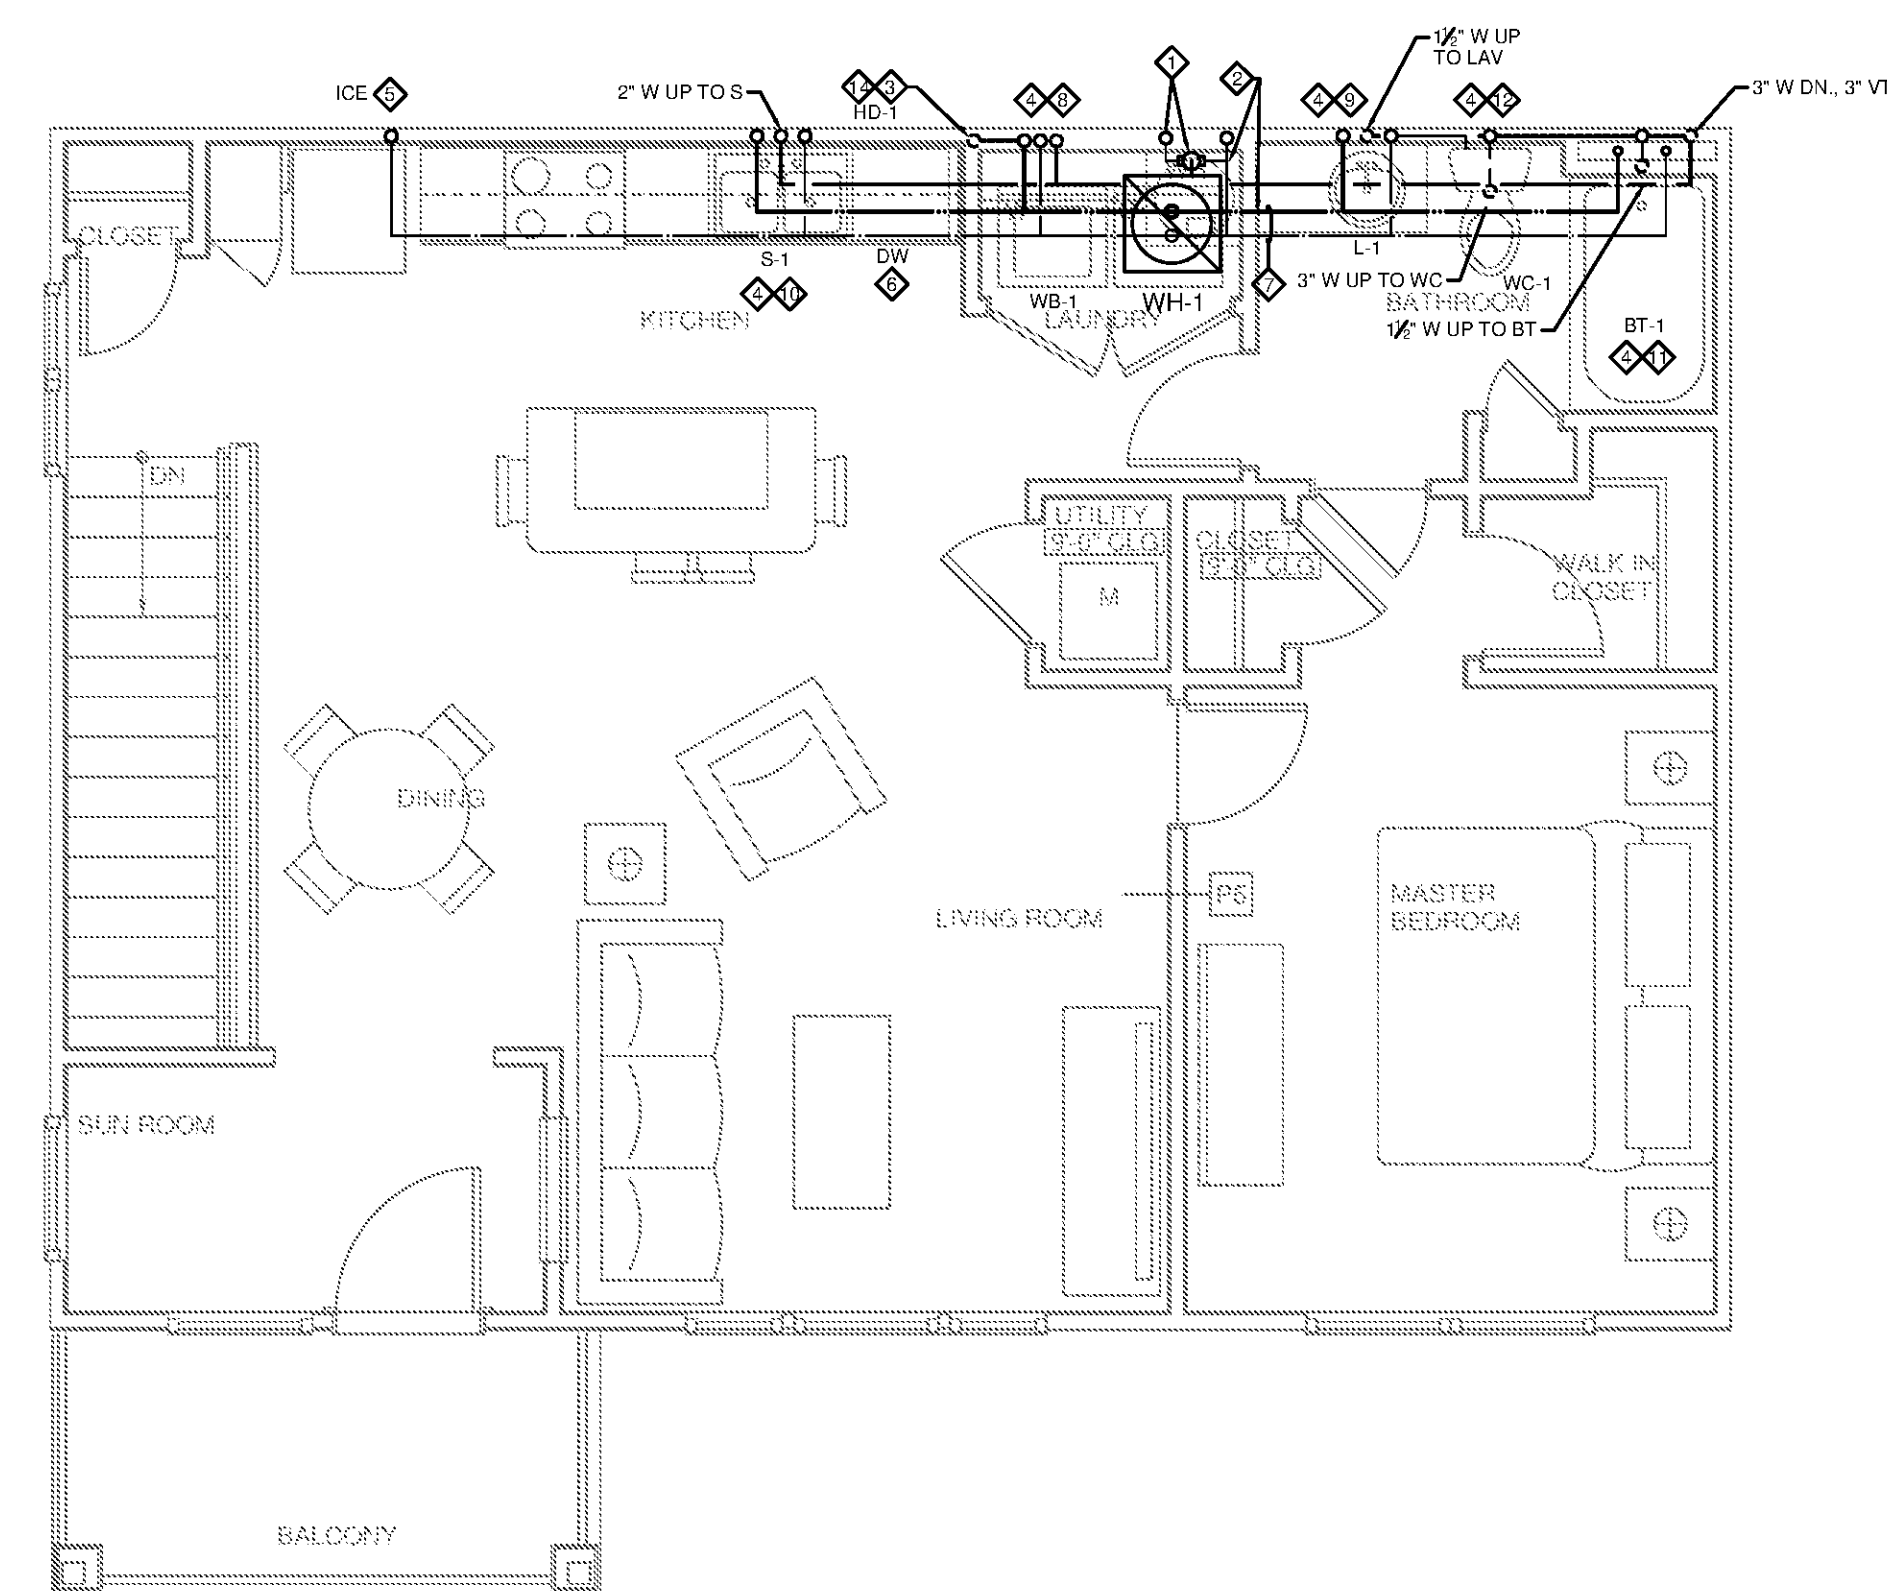 1½" W UP
TO LAV
ICE 5
2" W UP TO S
14 3
HD-1
4 8
1
2
4 9
4 12
3" W DN., 3" VT
CLOSET
S-1
4 10
DW
6
WB-1
WH-1
7
L-1
3" W UP TO WC
WC-1
KITCHEN
LAUNDRY
BATHROOM
1½" W UP TO BT
BT-1
4 11
DN
UTILITY
9'-0" CLG
CLOSET
9'-0" CLG
WALK IN
CLOSET
M
DINING
LIVING ROOM
P5
MASTER
BEDROOM
SUN ROOM
BALCONY